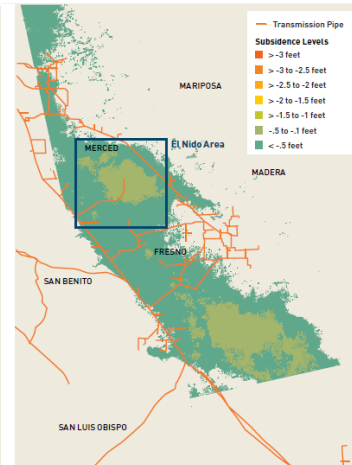 Transmission Pipe
Subsidence Levels
> -3 feet
> -3 to -2.5 feet
> -2.5 to -2 feet
> -2 to -1.5 feet
> -1.5 to -1 feet
-.5 to -.1 feet
< -.5 feet
MARIPOSA
MERCED
El Nido Area
MADERA
FRESNO
SAN BENITO
SAN LUIS OBISPO